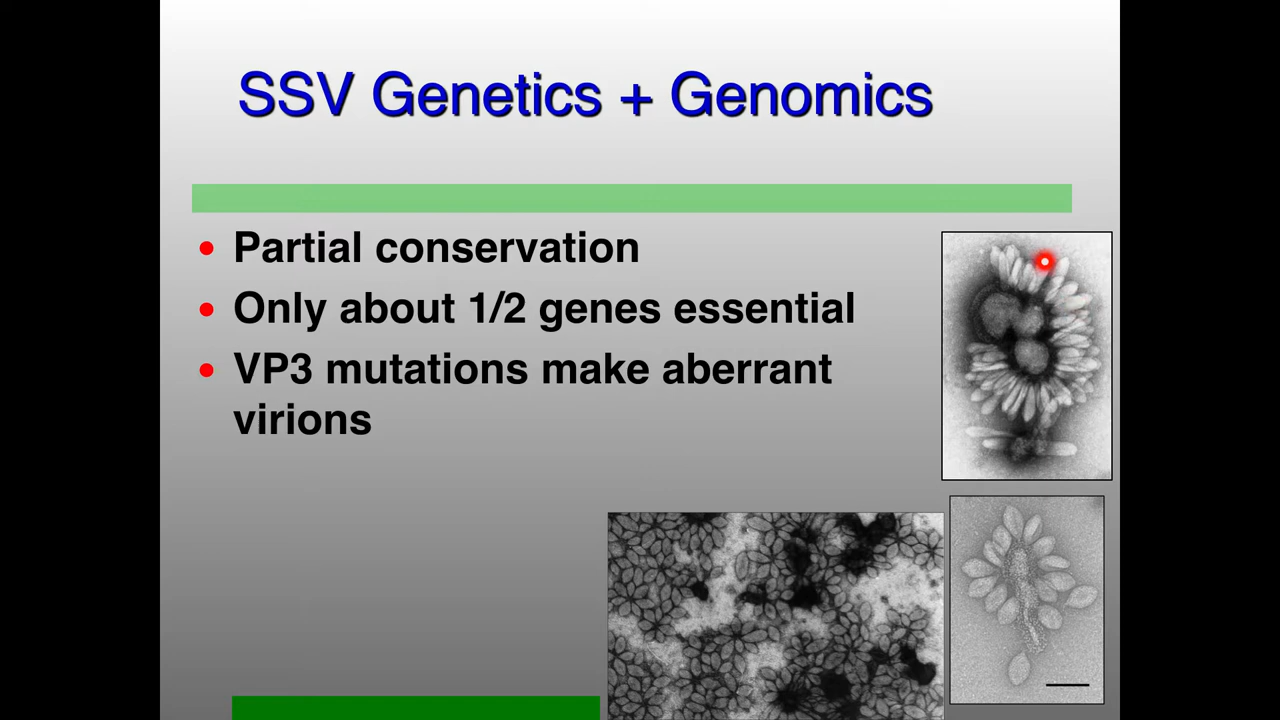 SSV Genetics + Genomics
• Partial conservation
• Only about 1/2 genes essential
• VP3 mutations make aberrant
virions